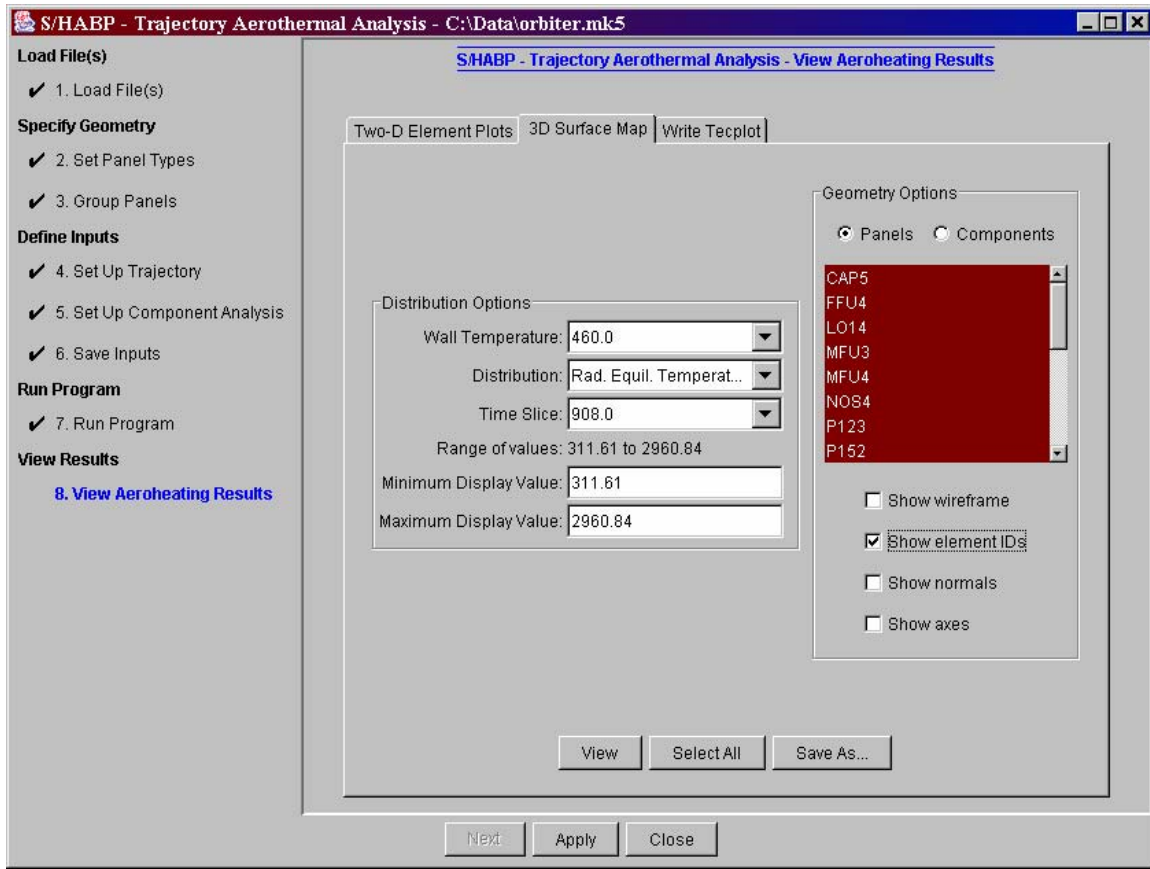 S/HABP - Trajectory Aerothermal Analysis - C:\Data\orbiter.mk5
Load File(s)
1. Load File(s)
Specify Geometry
2. Set Panel Types
3. Group Panels
Define Inputs
4. Set Up Trajectory
5. Set Up Component Analysis
6. Save Inputs
Run Program
7. Run Program
View Results
8. View Aeroheating Results
S/HABP - Trajectory Aerothermal Analysis - View Aeroheating Results
Two-D Element Plots 3D Surface Map Write Tecplot
Distribution Options
Wall Temperature: 460.0
Distribution: Rad. Equil. Temperat...
Time Slice: 908.0
Range of values: 311.61 to 2960.84
Minimum Display Value: 311.61
Maximum Display Value: 2960.84
Geometry Options
Panels Components
CAP5
FFU4
LO14
MFU3
MFU4
NOS4
P123
P152
Show wireframe
Show element IDs
Show normals
Show axes
View Select All Save As...
Next Apply Close